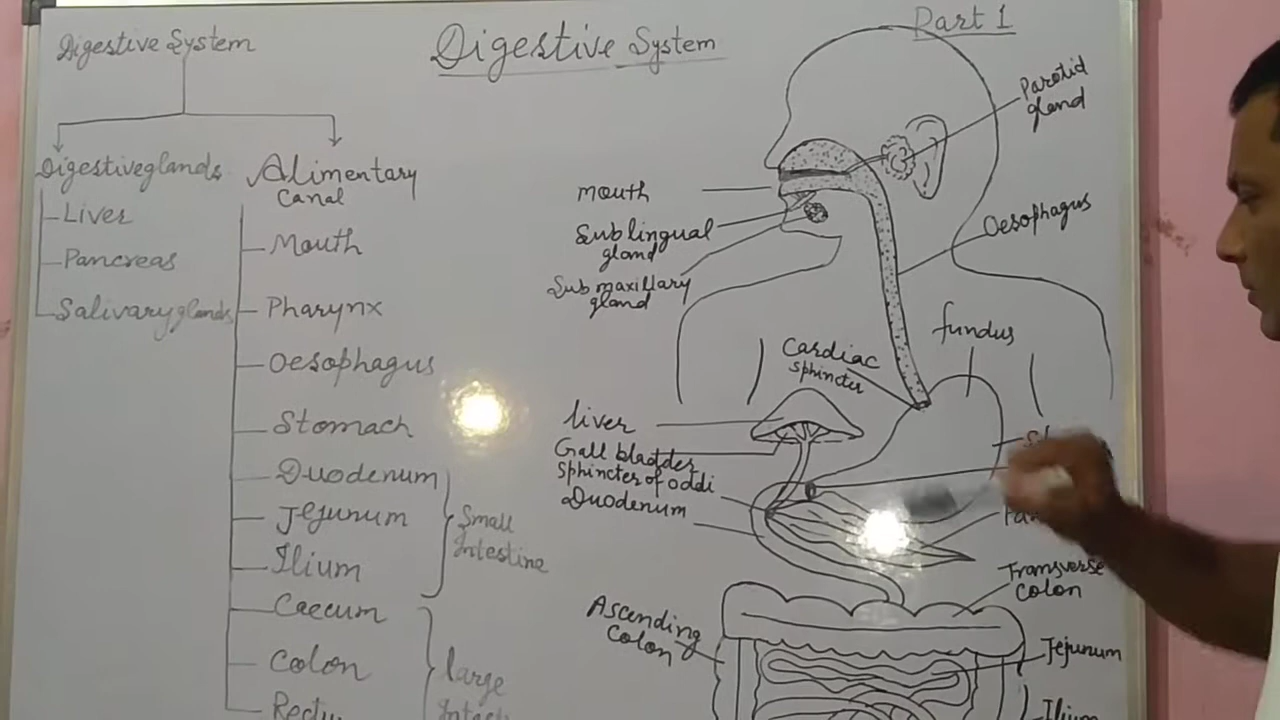 Part 1
Digestive System
Digestive System
Digestiveglands
Liver
Pancreas
Salivaryglands
Alimentary
Canal
Mouth
Pharynx
Oesophagus
Stomach
Duodenum
Jejunum
Ilium
Small
Intestine
Caecum
Colon
large
Parotid
gland
mouth
Sublingual
gland
Submaxillary
gland
Oesophagus
fundus
Cardiac
sphincter
liver
Gall bladder
Sphincter of oddi
Duodenum
Transverse
Colon
Ascending
Colon
Jejunum
Ilium